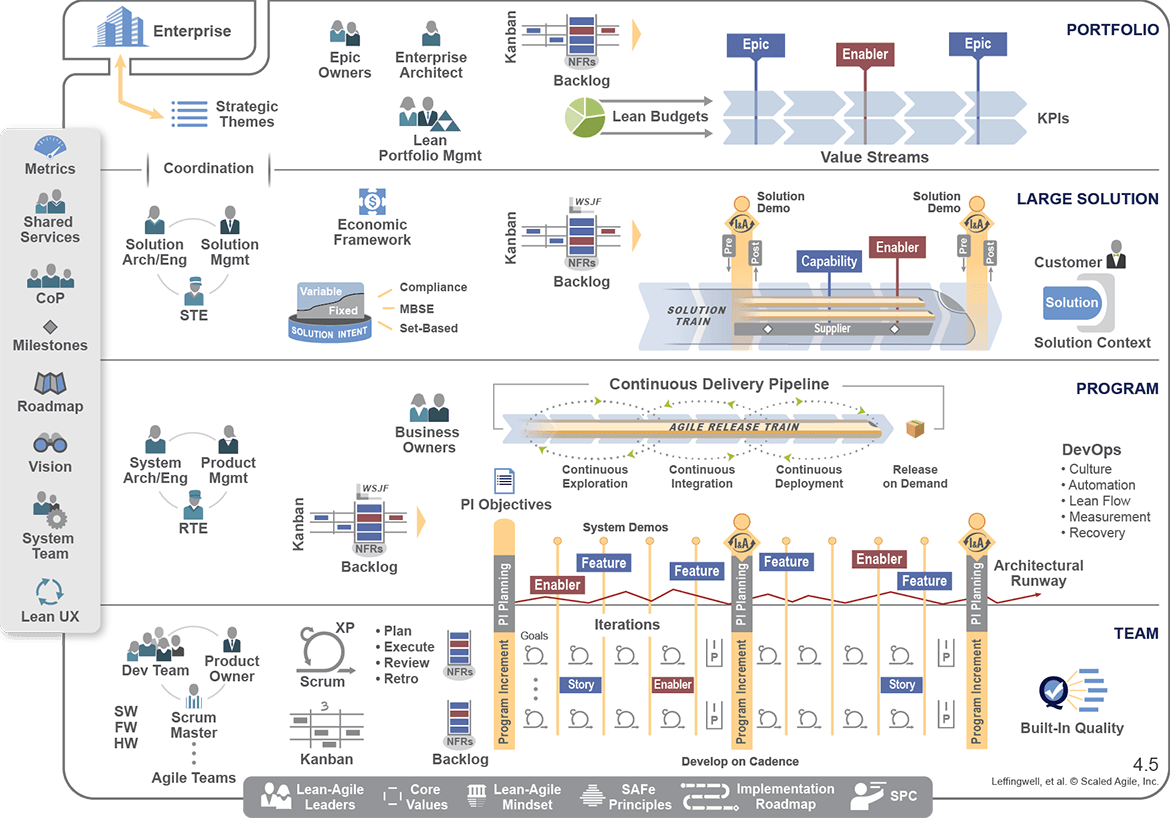 Enterprise
Strategic
Themes
Epic
Owners
Enterprise
Architect
Lean
Portfolio Mgmt
Kanban
NFRs
Backlog
Lean Budgets
Epic
Enabler
Epic
KPIs
Value Streams
PORTFOLIO
Metrics
Shared
Services
CoP
Milestones
Roadmap
Vision
System
Team
Lean UX
Coordination
Solution
Arch/Eng
Solution
Mgmt
STE
Economic
Framework
Variable
Fixed
SOLUTION INTENT
Compliance
MBSE
Set-Based
Kanban
WSJF
NFRs
Backlog
Solution
Demo
I&A
Pre
Post
Capability
Enabler
Solution
Demo
I&A
Pre
Post
SOLUTION
TRAIN
Supplier
LARGE SOLUTION
Customer
Solution
Solution Context
System
Arch/Eng
Product
Mgmt
RTE
Business
Owners
Continuous Delivery Pipeline
AGILE RELEASE TRAIN
Continuous
Exploration
Continuous
Integration
Continuous
Deployment
Release
on Demand
PROGRAM
DevOps
• Culture
• Automation
• Lean Flow
• Measurement
• Recovery
Kanban
WSJF
NFRs
Backlog
PI Objectives
System Demos
I&A
I&A
PI Planning
Enabler
Feature
Feature
PI Planning
Feature
Enabler
Feature
PI Planning
Architectural
Runway
TEAM
Dev Team
Product
Owner
Scrum
Master
SW
FW
HW
Agile Teams
XP
Scrum
• Plan
• Execute
• Review
• Retro
3
Kanban
NFRs
NFRs
Backlog
Program Increment
Goals
Iterations
Story
Enabler
I P
I P
Program Increment
Story
I P
I P
Program Increment
Develop on Cadence
Built-In Quality
4.5
Leffingwell, et al. © Scaled Agile, Inc.
Lean-Agile
Leaders
Core
Values
Lean-Agile
Mindset
SAFe
Principles
Implementation
Roadmap
SPC